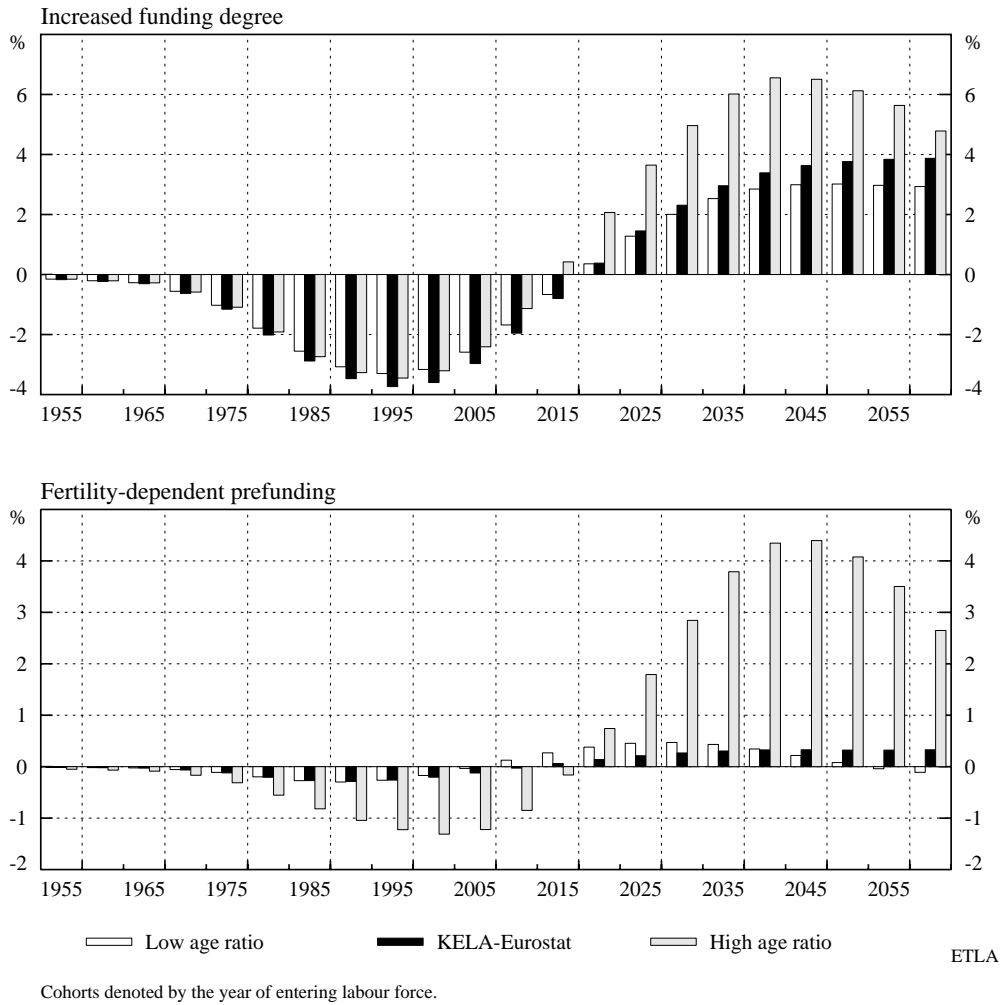 Increased funding degree
% %
6 6
4 4
2 2
0 0
-2 -2
-4 -4
1955 1965 1975 1985 1995 2005 2015 2025 2035 2045 2055
Fertility-dependent prefunding
% %
4 4
3 3
2 2
1 1
0 0
-1 -1
-2 -2
1955 1965 1975 1985 1995 2005 2015 2025 2035 2045 2055
Low age ratio KELA-Eurostat High age ratio
ETLA
Cohorts denoted by the year of entering labour force.